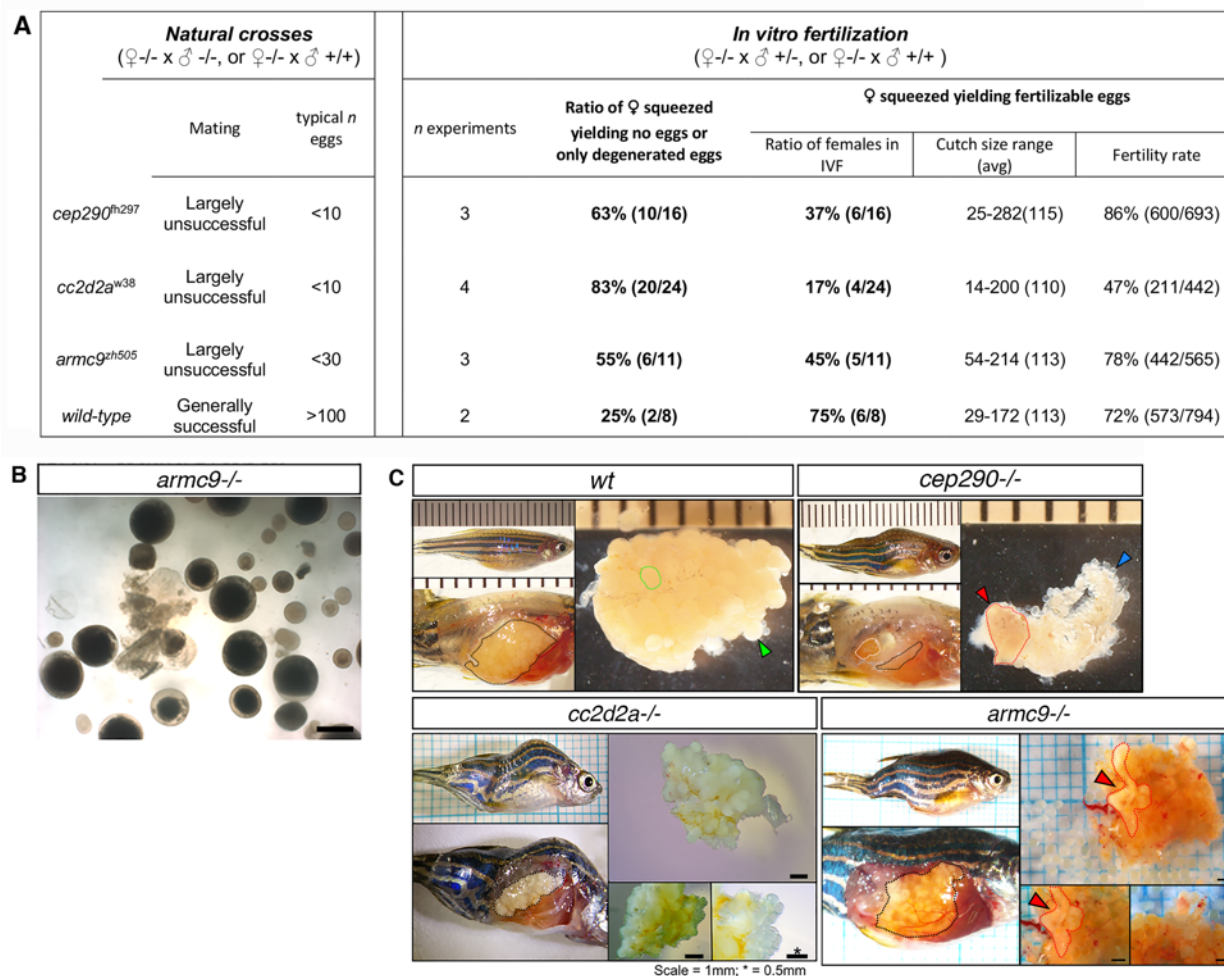 A
Natural crosses
(♀-/- x ♂ -/-, or ♀-/- x ♂ +/+)
In vitro fertilization
(♀-/- x ♂ +/-, or ♀-/- x ♂ +/+ )
Mating
typical n
eggs
n experiments
Ratio of ♀ squeezed
yielding no eggs or
only degenerated eggs
♀ squeezed yielding fertilizable eggs
Ratio of females in
IVF
Cutch size range
(avg)
Fertility rate
cep290fh297
Largely
unsuccessful
<10
3
63% (10/16)
37% (6/16)
25-282(115)
86% (600/693)
cc2d2aw38
Largely
unsuccessful
<10
4
83% (20/24)
17% (4/24)
14-200 (110)
47% (211/442)
armc9zh505
Largely
unsuccessful
<30
3
55% (6/11)
45% (5/11)
54-214 (113)
78% (442/565)
wild-type
Generally
successful
>100
2
25% (2/8)
75% (6/8)
29-172 (113)
72% (573/794)
B
armc9-/-
C
wt
cep290-/-
cc2d2a-/-
armc9-/-
*
Scale = 1mm; * = 0.5mm